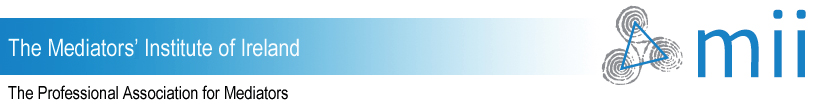 The Mediators’ Institute of Ireland
mii
The Professional Association for Mediators